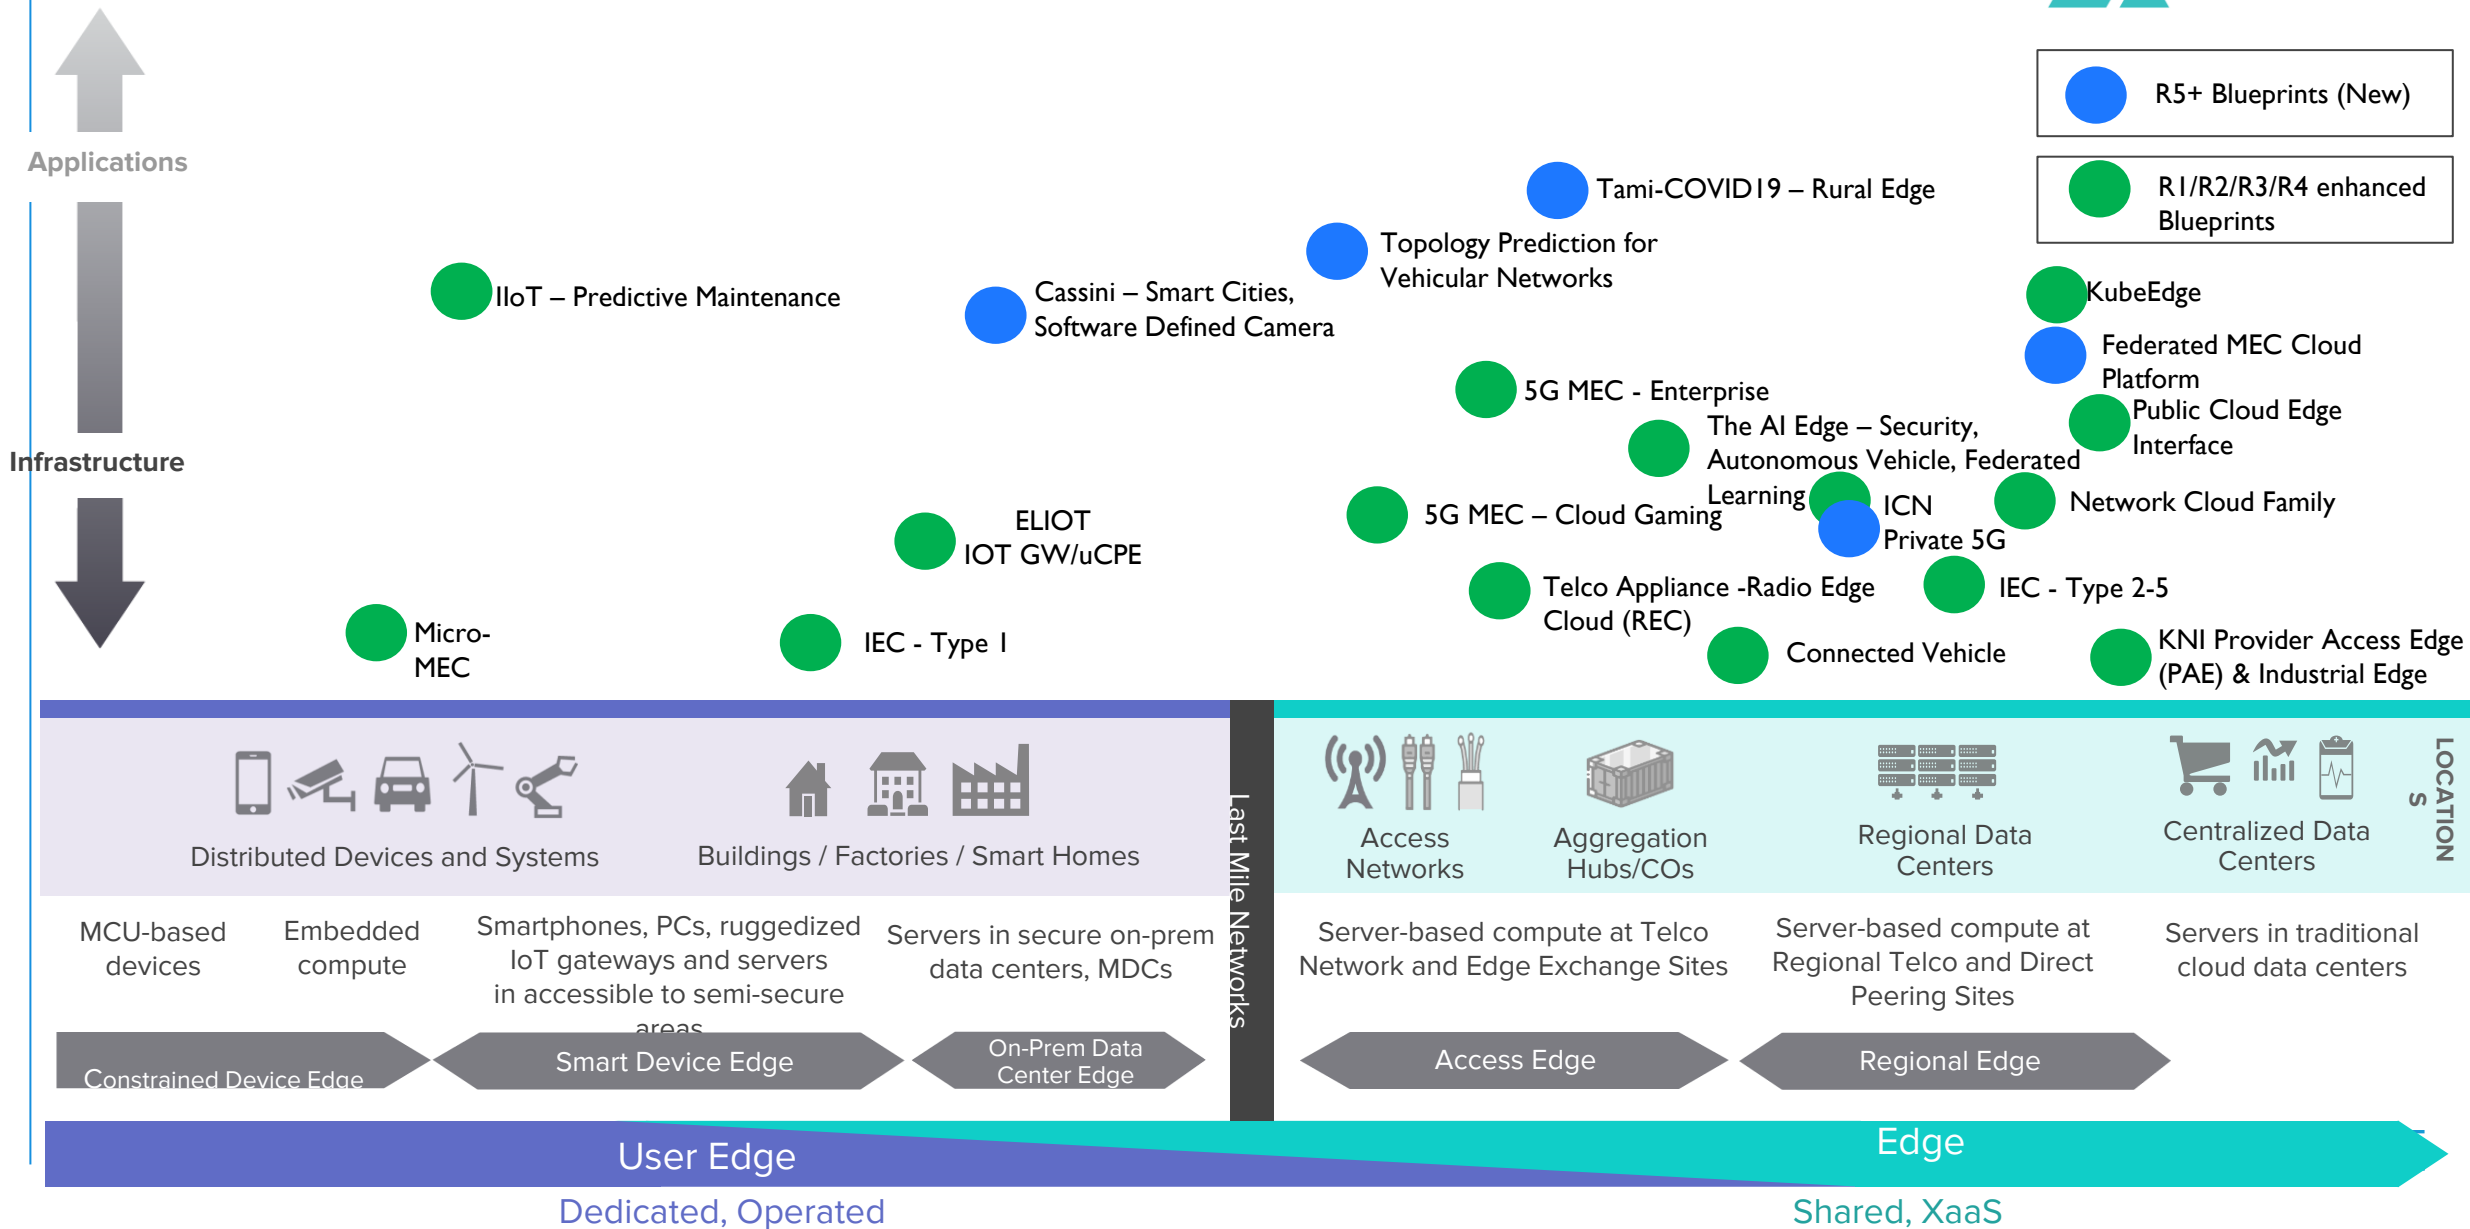 R5+ Blueprints (New)
R1/R2/R3/R4 enhanced
Blueprints
Applications
Infrastructure
Tami-COVID19 – Rural Edge
Topology Prediction for
Vehicular Networks
IIoT – Predictive Maintenance
Cassini – Smart Cities,
Software Defined Camera
KubeEdge
Federated MEC Cloud
Platform
5G MEC - Enterprise
Public Cloud Edge
Interface
The AI Edge – Security,
Autonomous Vehicle, Federated
Learning
5G MEC – Cloud Gaming
ICN
Private 5G
Network Cloud Family
ELIOT
IOT GW/uCPE
Telco Appliance -Radio Edge
Cloud (REC)
IEC - Type 2-5
Micro-
MEC
IEC - Type 1
Connected Vehicle
KNI Provider Access Edge
(PAE) & Industrial Edge
Distributed Devices and Systems
Buildings / Factories / Smart Homes
Last Mile Networks
Access
Networks
Aggregation
Hubs/COs
Regional Data
Centers
Centralized Data
Centers
LOCATION
S
MCU-based
devices
Embedded
compute
Smartphones, PCs, ruggedized
IoT gateways and servers
in accessible to semi-secure
areas
Servers in secure on-prem
data centers, MDCs
Server-based compute at Telco
Network and Edge Exchange Sites
Server-based compute at
Regional Telco and Direct
Peering Sites
Servers in traditional
cloud data centers
Constrained Device Edge
Smart Device Edge
On-Prem Data
Center Edge
Access Edge
Regional Edge
User Edge
Edge
Dedicated, Operated
Shared, XaaS